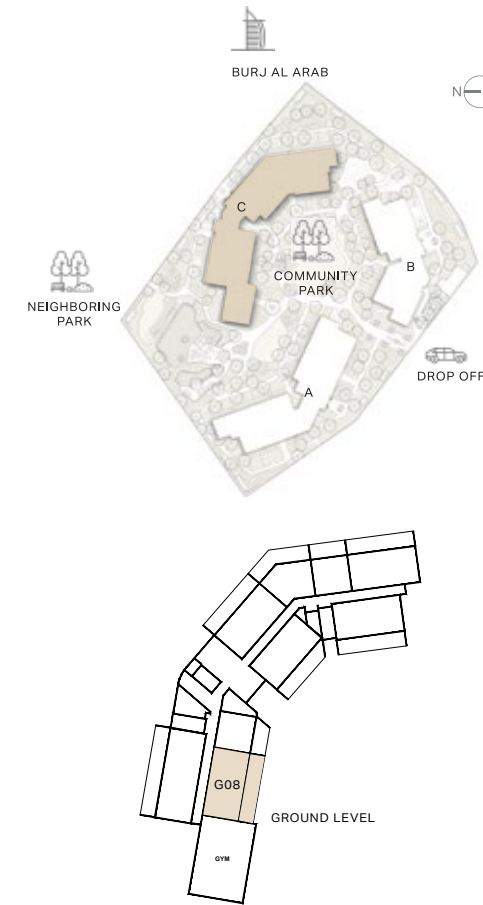 BURJ AL ARAB
N
C
B
COMMUNITY
PARK
NEIGHBORING
PARK
DROP OFF
A
G08
GROUND LEVEL
GYM